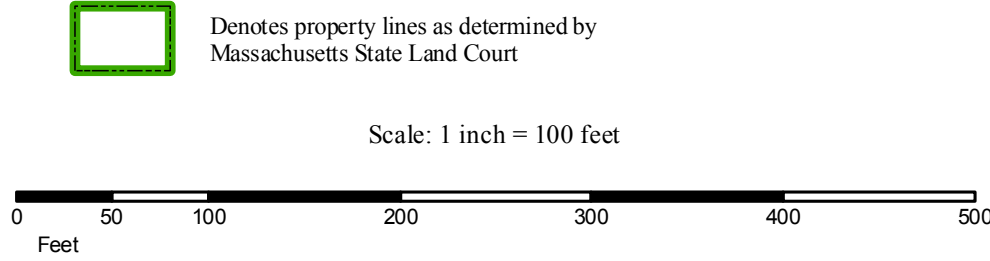 Denotes property lines as determined by
Massachusetts State Land Court
Scale: 1 inch = 100 feet
0 50 100 200 300 400 500
Feet